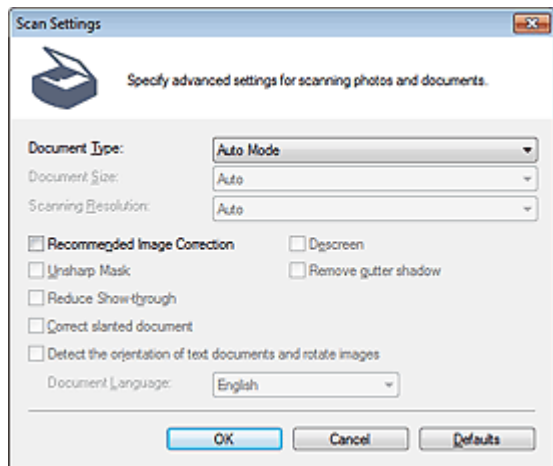 Scan Settings
Specify advanced settings for scanning photos and documents.
Document Type: Auto Mode
Document Size: Auto
Scanning Resolution: Auto
Recommended Image Correction Descreen
Unsharp Mask Remove gutter shadow
Reduce Show-through
Correct slanted document
Detect the orientation of text documents and rotate images
Document Language: English
OK Cancel Defaults